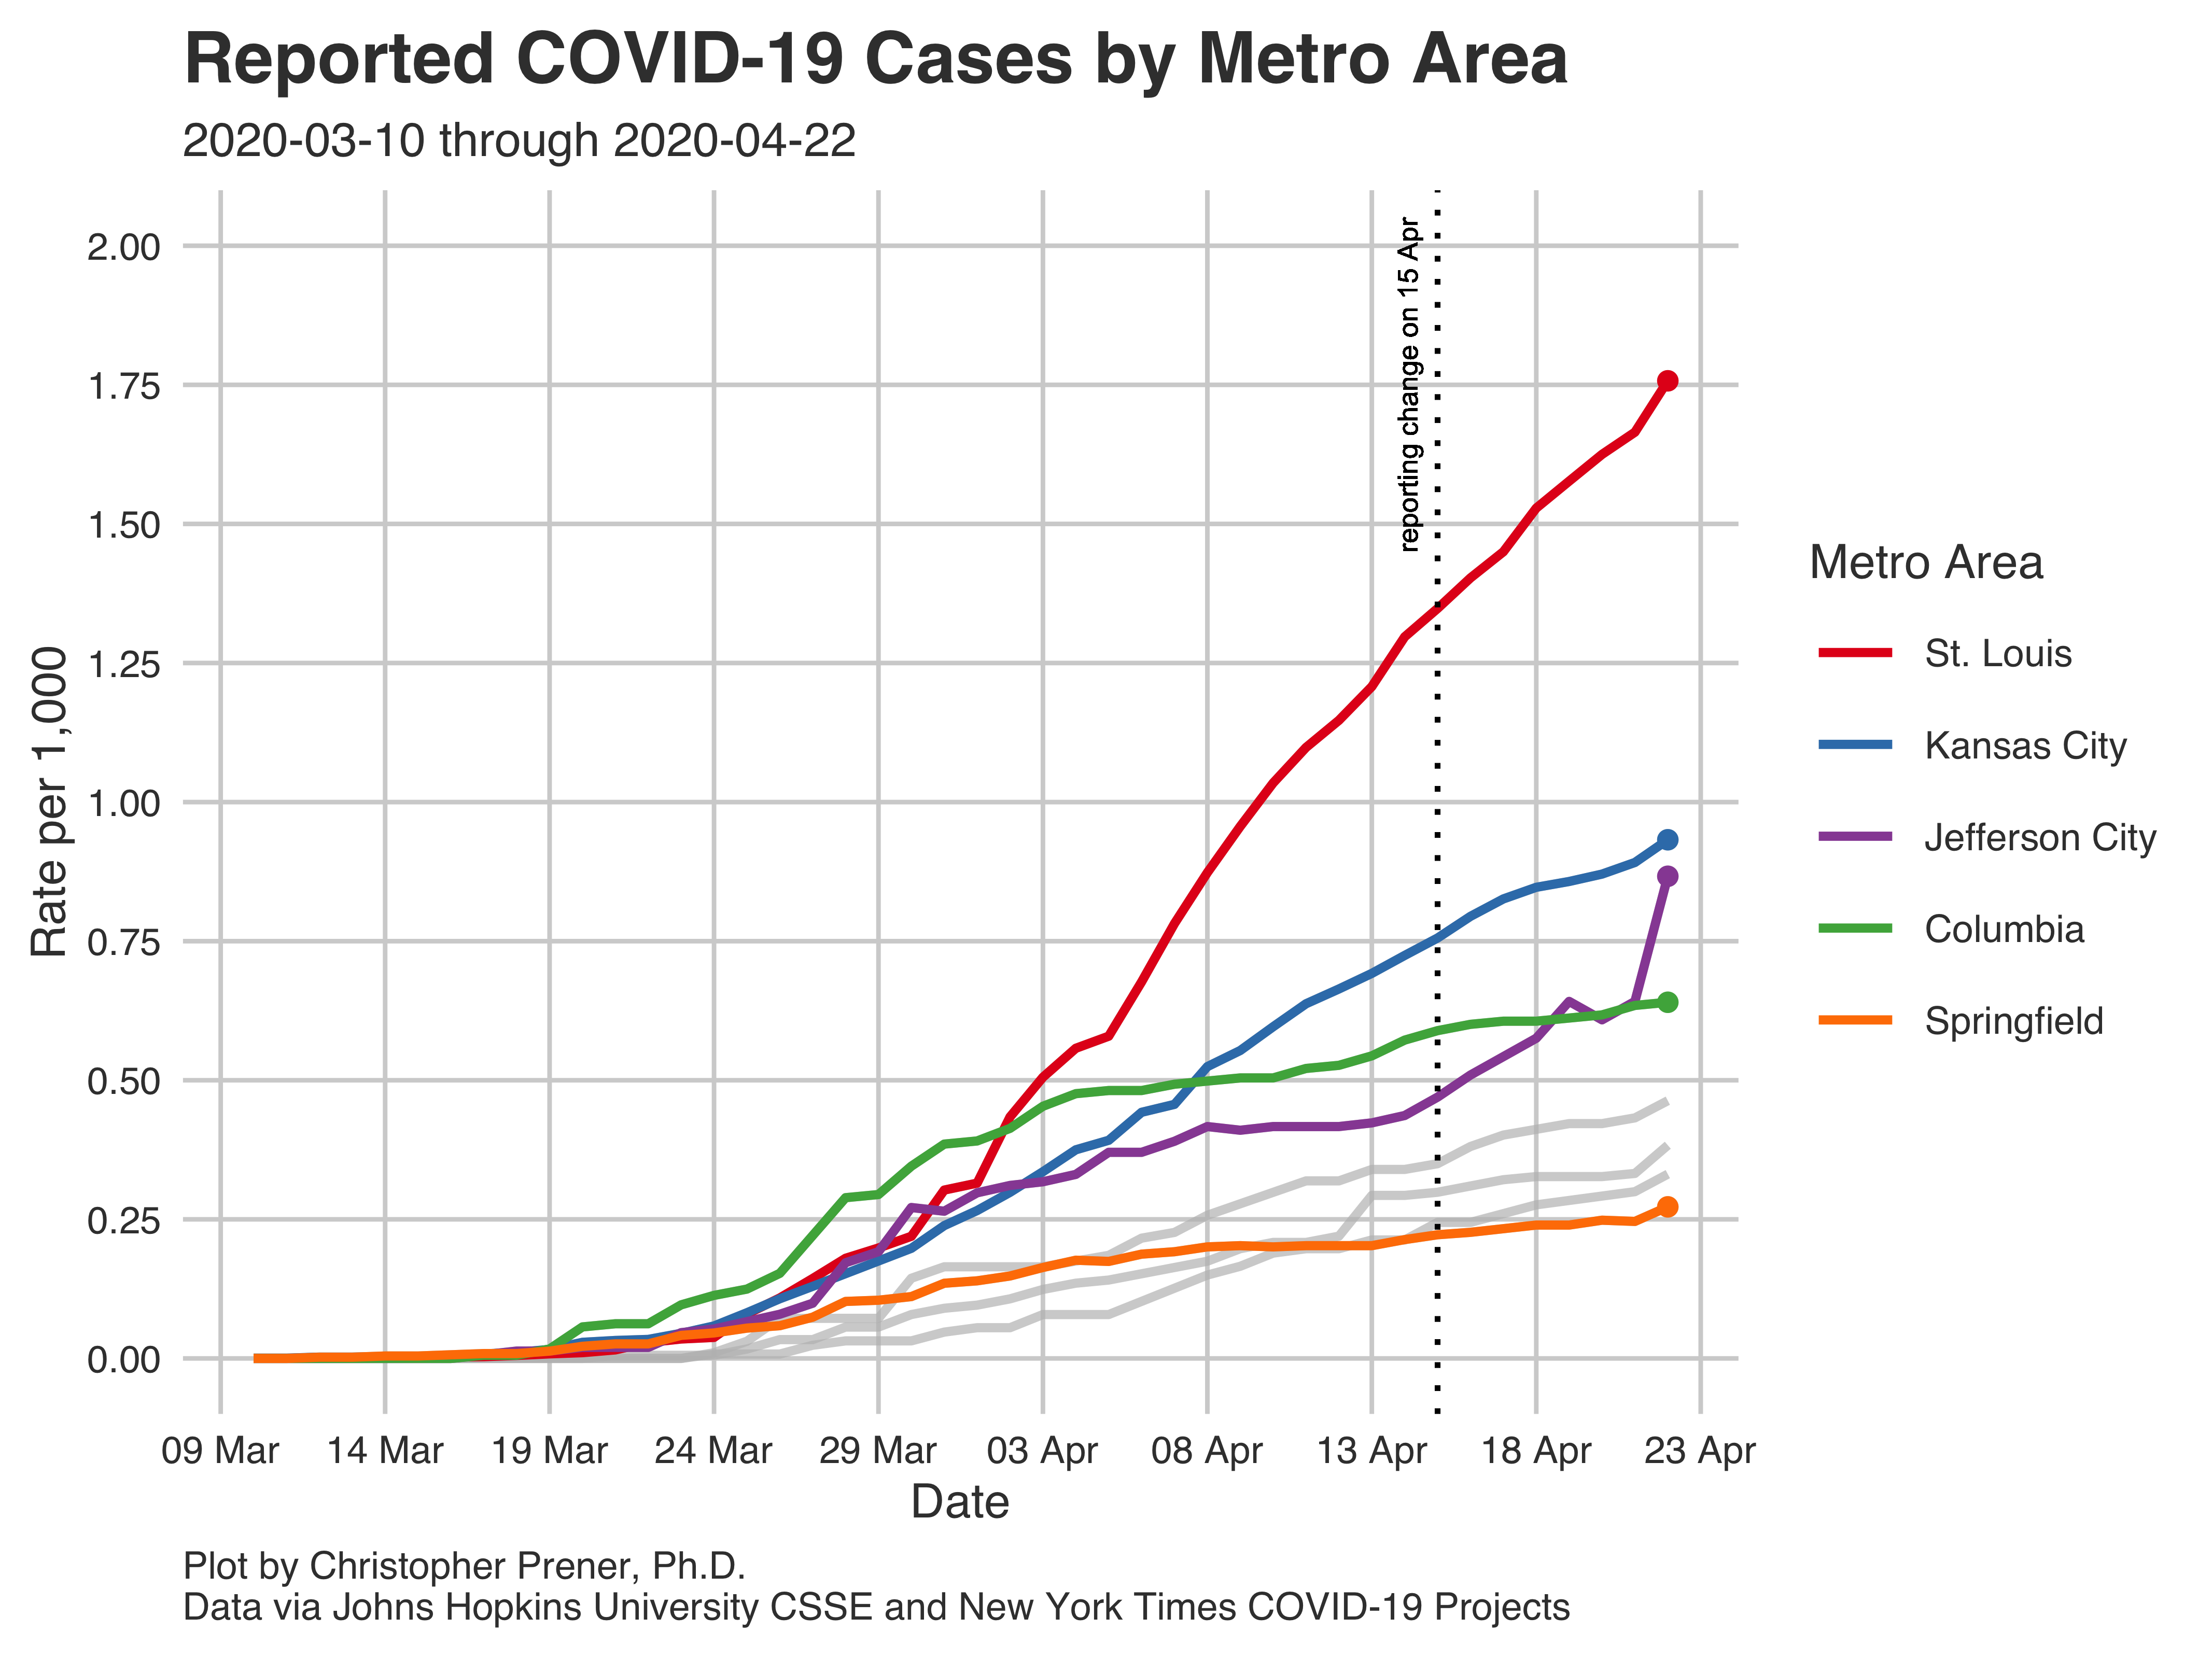 Reported COVID-19 Cases by Metro Area
2020-03-10 through 2020-04-22
2.00
1.75
1.50
1.25
1.00
0.75
0.50
0.25
0.00
Rate per 1,000
reporting change on 15 Apr
09 Mar
14 Mar
19 Mar
24 Mar
29 Mar
03 Apr
08 Apr
13 Apr
18 Apr
23 Apr
Date
Metro Area
St. Louis
Kansas City
Jefferson City
Columbia
Springfield
Plot by Christopher Prener, Ph.D.
Data via Johns Hopkins University CSSE and New York Times COVID-19 Projects